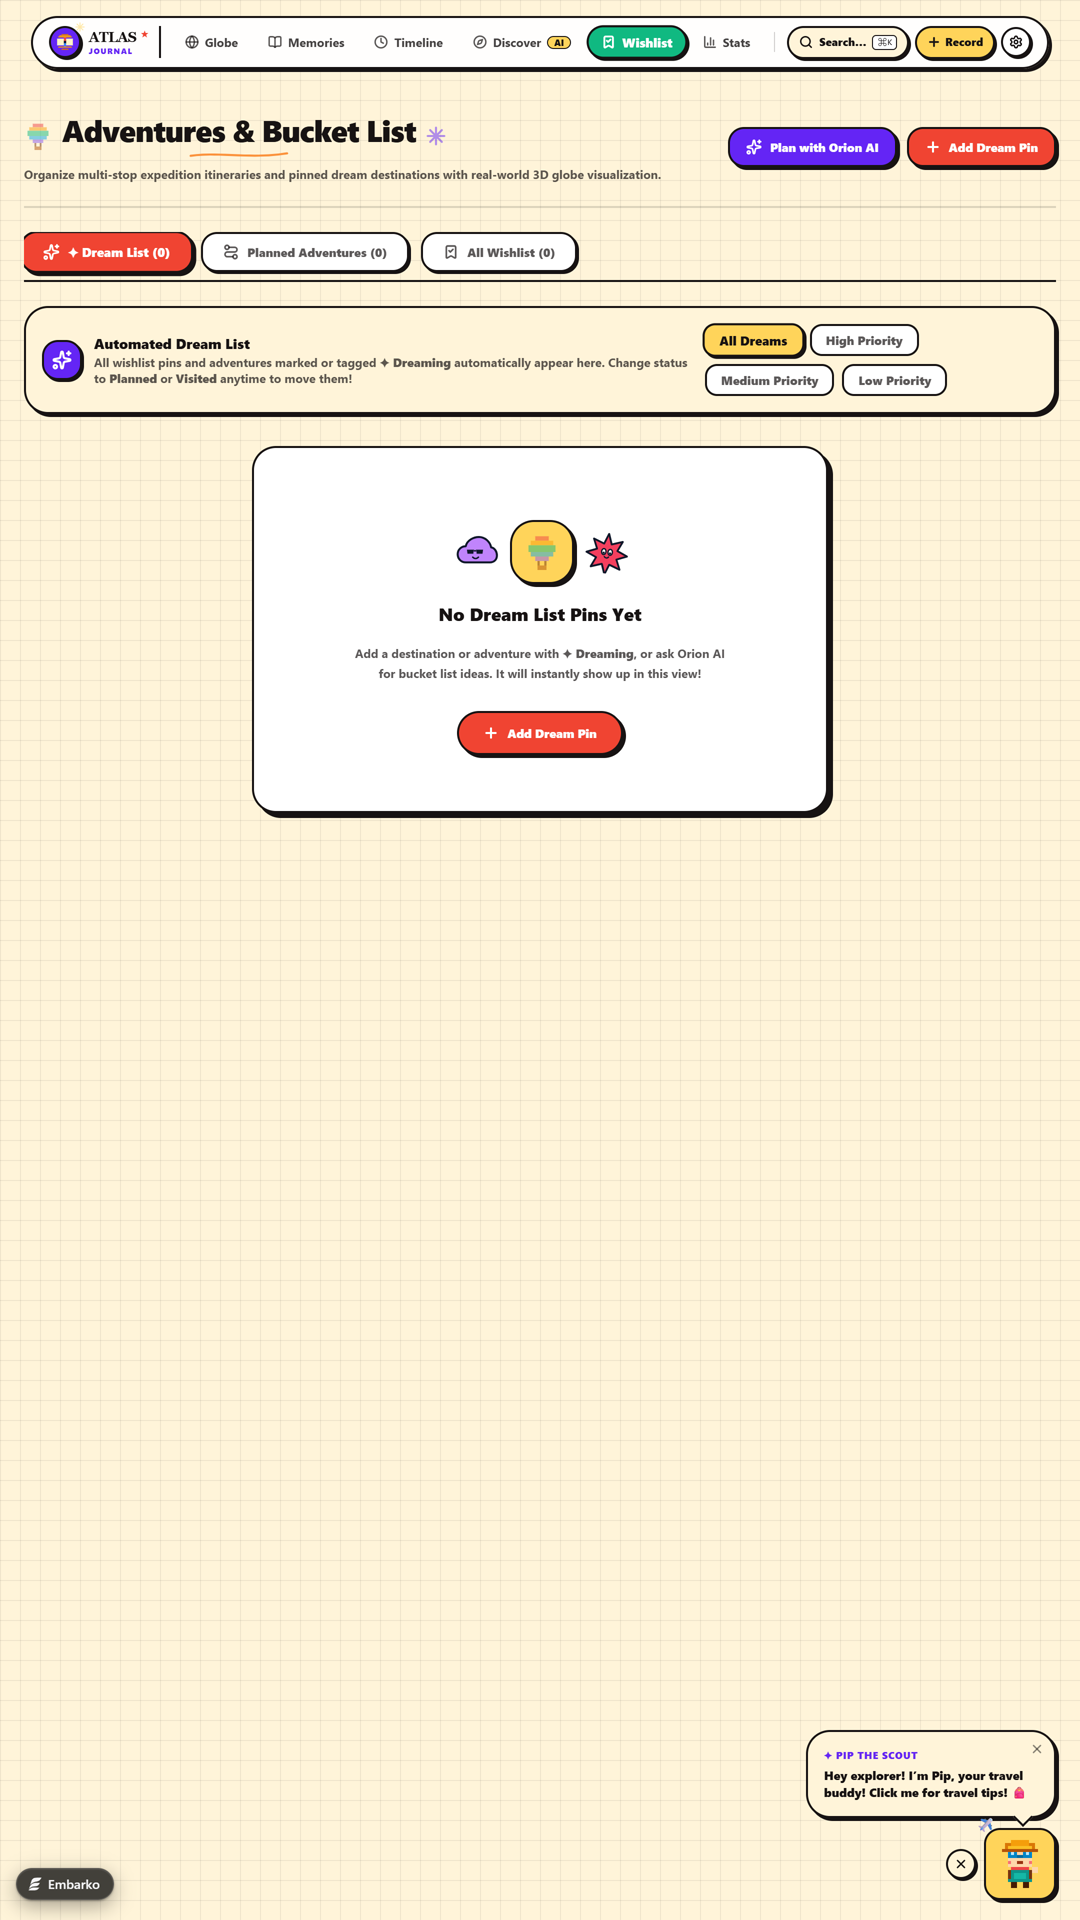 ATLAS
JOURNAL
Globe
Memories
Timeline
Discover AI
Wishlist
Stats
Search... ⌘K
+ Record
Adventures & Bucket List
Organize multi-stop expedition itineraries and pinned dream destinations with real-world 3D globe visualization.
Plan with Orion AI
+ Add Dream Pin
✦ Dream List (0)
Planned Adventures (0)
All Wishlist (0)
Automated Dream List
All wishlist pins and adventures marked or tagged ✦ Dreaming automatically appear here. Change status
to Planned or Visited anytime to move them!
All Dreams
High Priority
Medium Priority
Low Priority
No Dream List Pins Yet
Add a destination or adventure with ✦ Dreaming, or ask Orion AI
for bucket list ideas. It will instantly show up in this view!
+ Add Dream Pin
✦ PIP THE SCOUT
Hey explorer! I'm Pip, your travel
buddy! Click me for travel tips! 🎒
Embarko